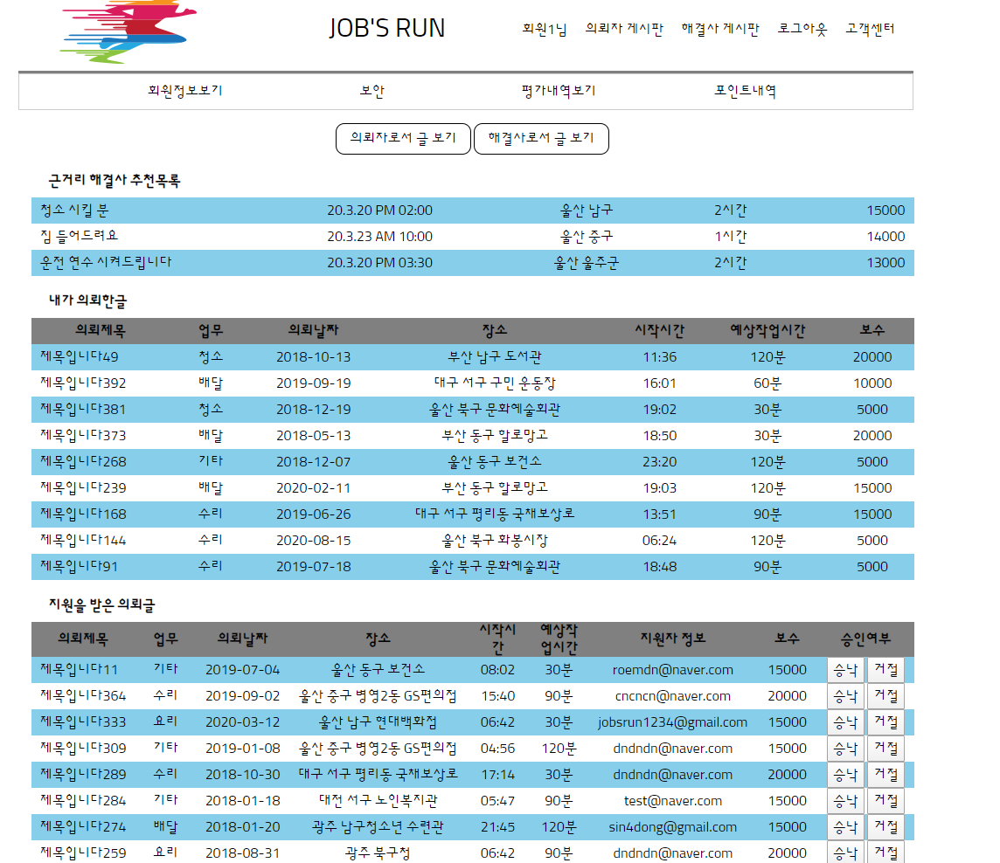 JOB'S RUN 회원1님 의뢰자 게시판 해결사 게시판 로그아웃 고객센터
회원정보보기 보안 평가내역보기 포인트내역
의뢰자로서 글 보기 해결사로서 글 보기
근거리 해결사 추천목록
청소 시킬 분 20.3.20 PM 02:00 울산 남구 2시간 15000
짐 들어드려요 20.3.23 AM 10:00 울산 중구 1시간 14000
운전 연수 시켜드립니다 20.3.20 PM 03:30 울산 울주군 2시간 13000
내가 의뢰한글
의뢰제목 업무 의뢰날짜 장소 시작시간 예상작업시간 보수
제목입니다49 청소 2018-10-13 부산 남구 도서관 11:36 120분 20000
제목입니다392 배달 2019-09-19 대구 서구 구민 운동장 16:01 60분 10000
제목입니다381 청소 2018-12-19 울산 북구 문화예술회관 19:02 30분 5000
제목입니다373 배달 2018-05-13 부산 동구 할로망고 18:50 30분 20000
제목입니다268 기타 2018-12-07 울산 동구 보건소 23:20 120분 5000
제목입니다239 배달 2020-02-11 부산 동구 할로망고 19:03 120분 15000
제목입니다168 수리 2019-06-26 대구 서구 평리동 국채보상로 13:51 90분 15000
제목입니다144 수리 2020-08-15 울산 북구 화봉시장 06:24 120분 5000
제목입니다91 수리 2019-07-18 울산 북구 문화예술회관 18:48 90분 5000
지원을 받은 의뢰글
의뢰제목 업무 의뢰날짜 장소 시작시간 예상작업시간 지원자 정보 보수 승인여부
제목입니다11 기타 2019-07-04 울산 동구 보건소 08:02 30분 roemdn@naver.com 15000 승낙 거절
제목입니다364 수리 2019-09-02 울산 중구 병영2동 GS편의점 15:40 90분 cncncn@naver.com 20000 승낙 거절
제목입니다333 요리 2020-03-12 울산 남구 현대백화점 06:42 30분 jobsrun1234@gmail.com 15000 승낙 거절
제목입니다309 기타 2019-01-08 울산 중구 병영2동 GS편의점 04:56 120분 dndndn@naver.com 15000 승낙 거절
제목입니다289 수리 2018-10-30 대구 서구 평리동 국채보상로 17:14 30분 dndndn@naver.com 20000 승낙 거절
제목입니다284 기타 2018-01-18 대전 서구 노인복지관 05:47 90분 test@naver.com 15000 승낙 거절
제목입니다274 배달 2018-01-20 광주 남구청소년 수련관 21:45 120분 sin4dong@gmail.com 15000 승낙 거절
제목입니다259 요리 2018-08-31 광주 북구청 06:42 90분 dndndn@naver.com 20000 승낙 거절